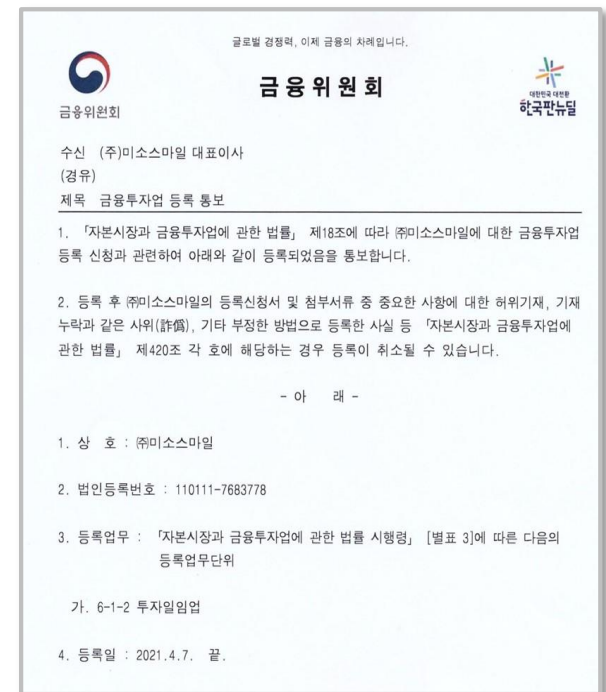 글로벌 경쟁력, 이제 금융의 차례입니다.
금융위원회
금융위원회
대한민국 대전환
한국판뉴딜
수신 (주)미소스마일 대표이사
(경유)
제목 금융투자업 등록 통보
1. 「자본시장과 금융투자업에 관한 법률」 제18조에 따라 ㈜미소스마일에 대한 금융투자업
등록 신청과 관련하여 아래와 같이 등록되었음을 통보합니다.
2. 등록 후 ㈜미소스마일의 등록신청서 및 첨부서류 중 중요한 사항에 대한 허위기재, 기재
누락과 같은 사위(詐僞), 기타 부정한 방법으로 등록한 사실 등 「자본시장과 금융투자업에
관한 법률」 제420조 각 호에 해당하는 경우 등록이 취소될 수 있습니다.
- 아 래 -
1. 상 호 : ㈜미소스마일
2. 법인등록번호 : 110111-7683778
3. 등록업무 : 「자본시장과 금융투자업에 관한 법률 시행령」 [별표 3]에 따른 다음의
등록업무단위
가. 6-1-2 투자일임업
4. 등록일 : 2021.4.7. 끝.